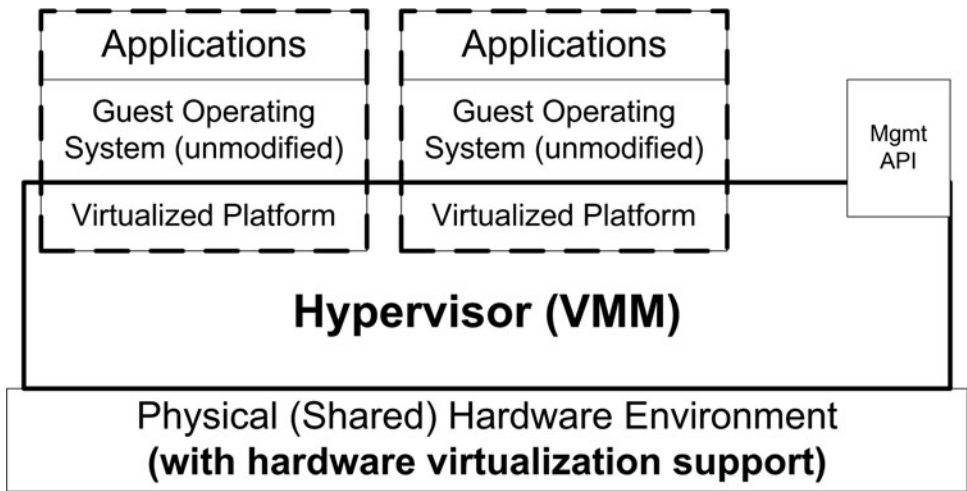 Applications
Guest Operating
System (unmodified)
Virtualized Platform
Applications
Guest Operating
System (unmodified)
Virtualized Platform
Mgmt
API
Hypervisor (VMM)
Physical (Shared) Hardware Environment
(with hardware virtualization support)